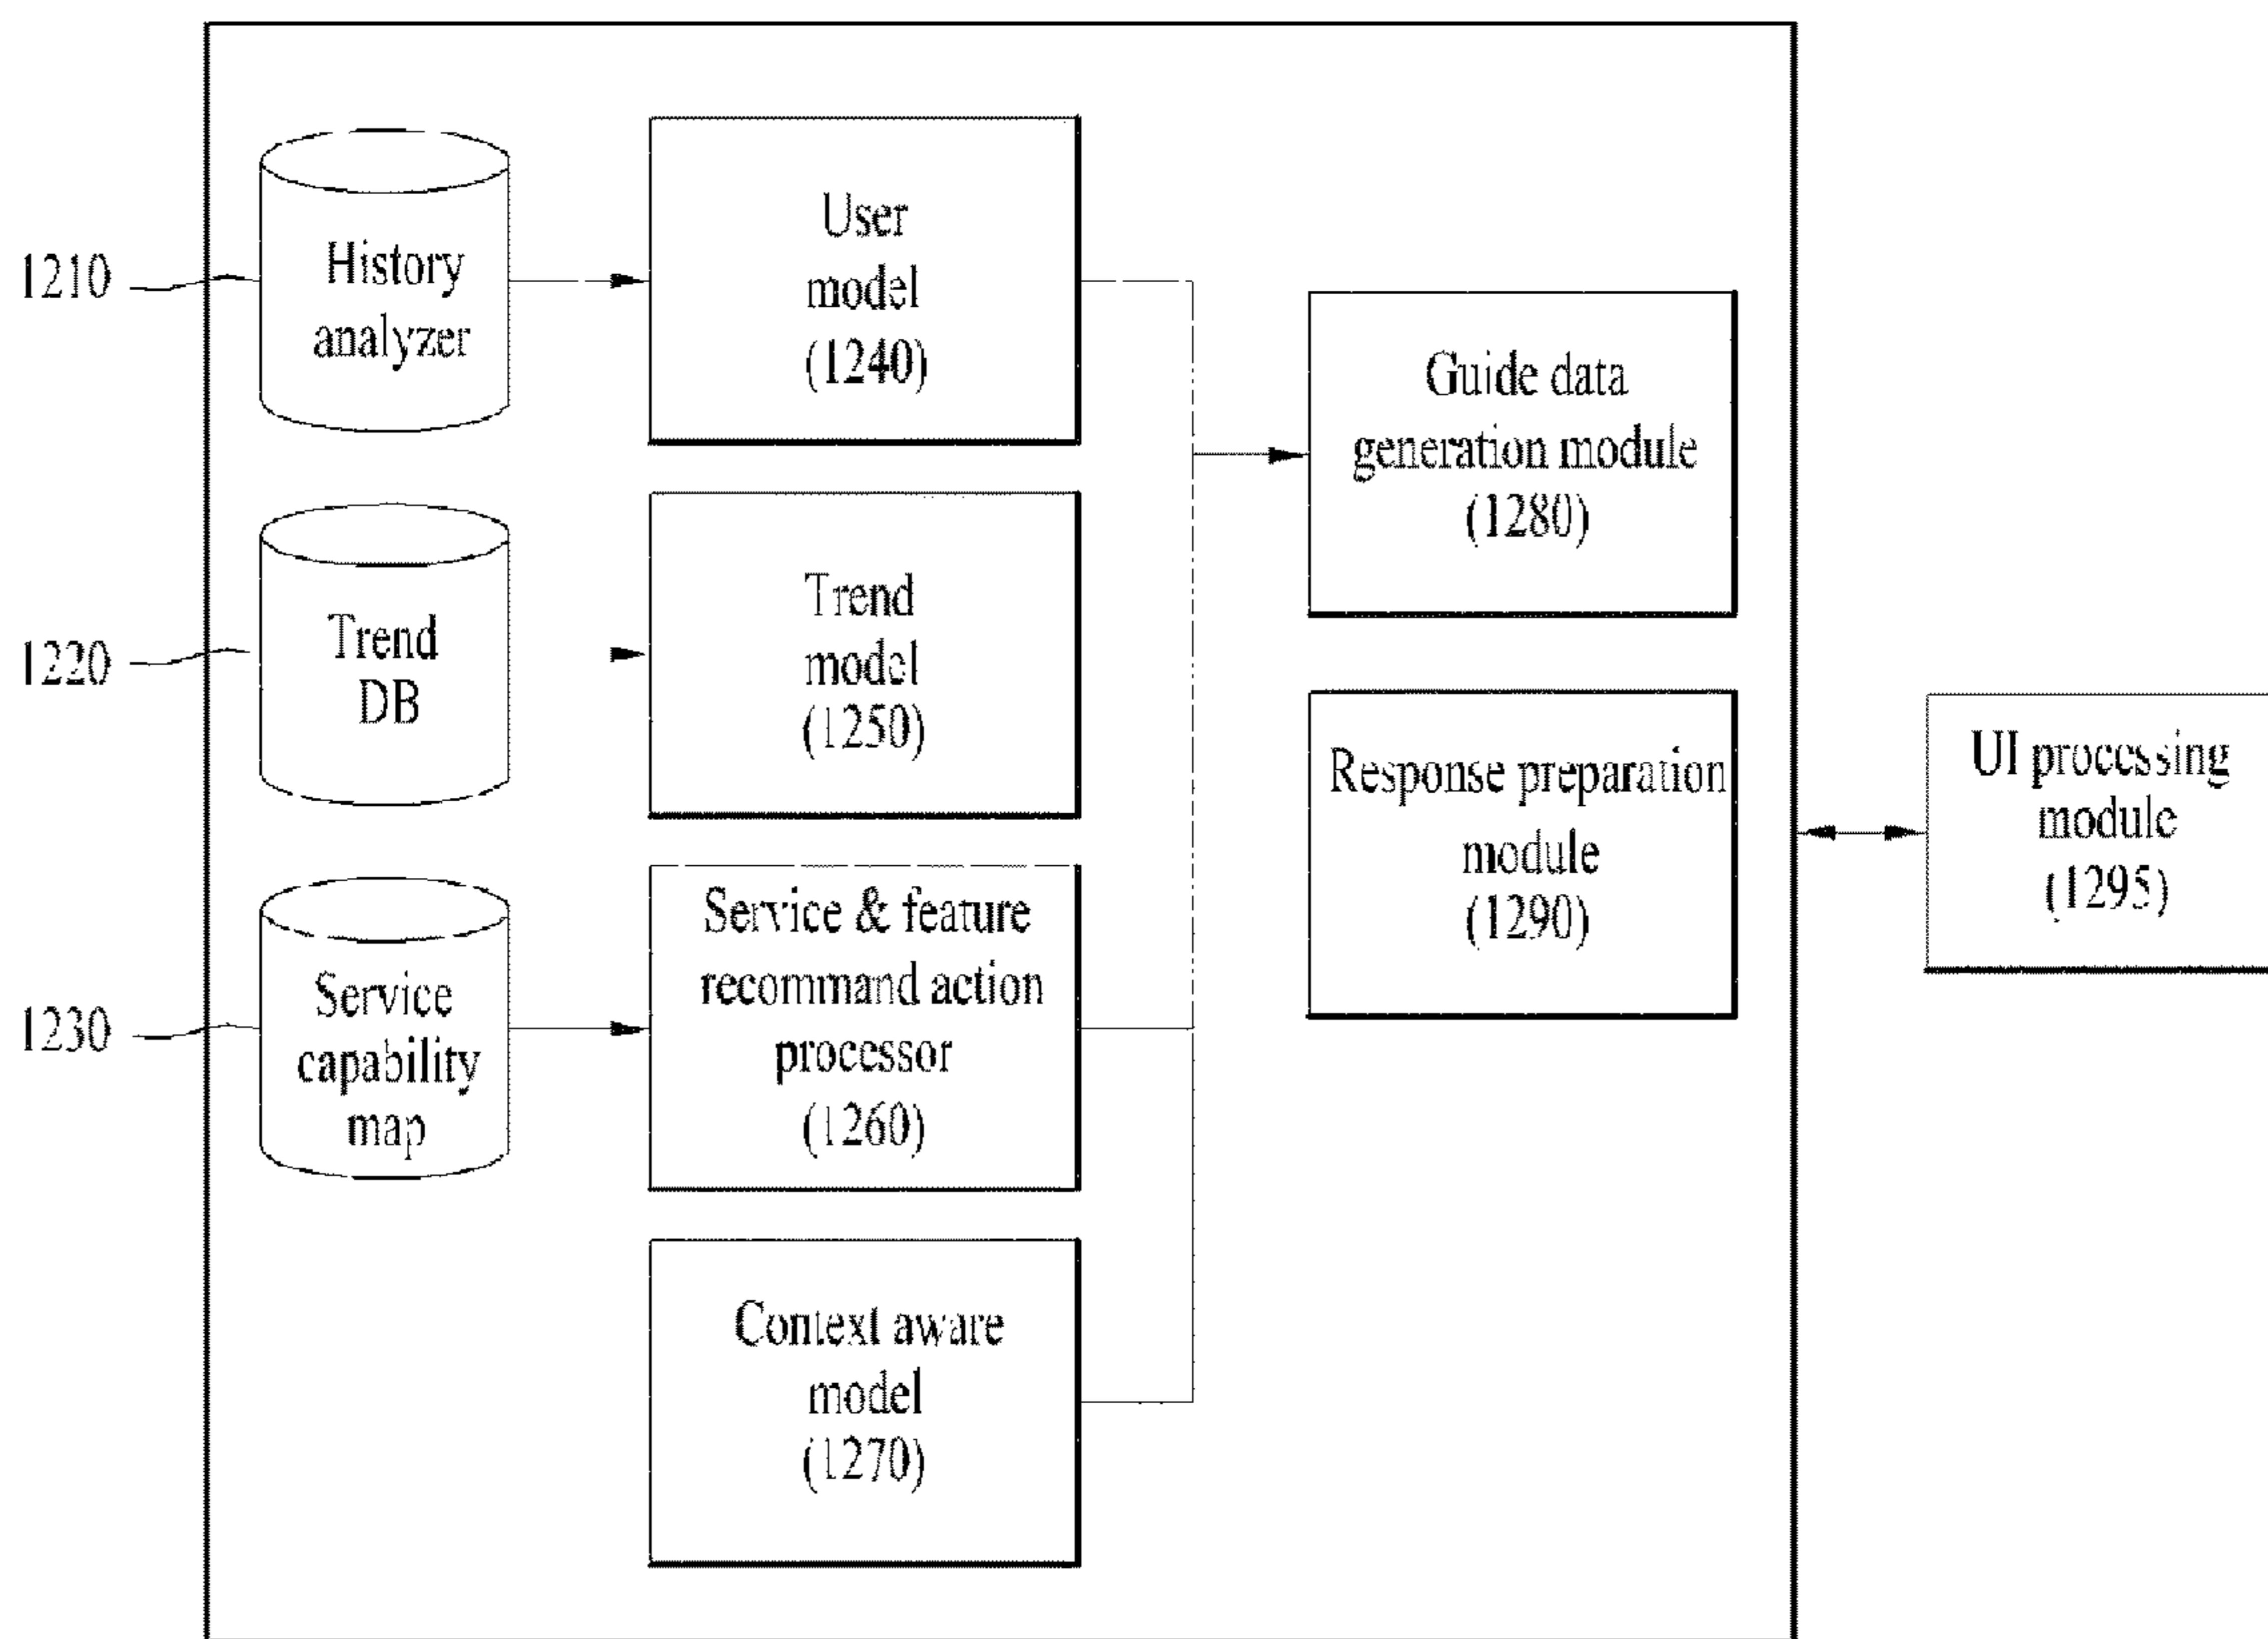 1210
History
analyzer
User
model
(1240)
Guide data
generation module
(1280)
1220
Trend
DB
Trend
model
(1250)
Response preparation
module
(1290)
UI processing
module
(1295)
1230
Service
capability
map
Service & feature
recommand action
processor
(1260)
Context aware
model
(1270)